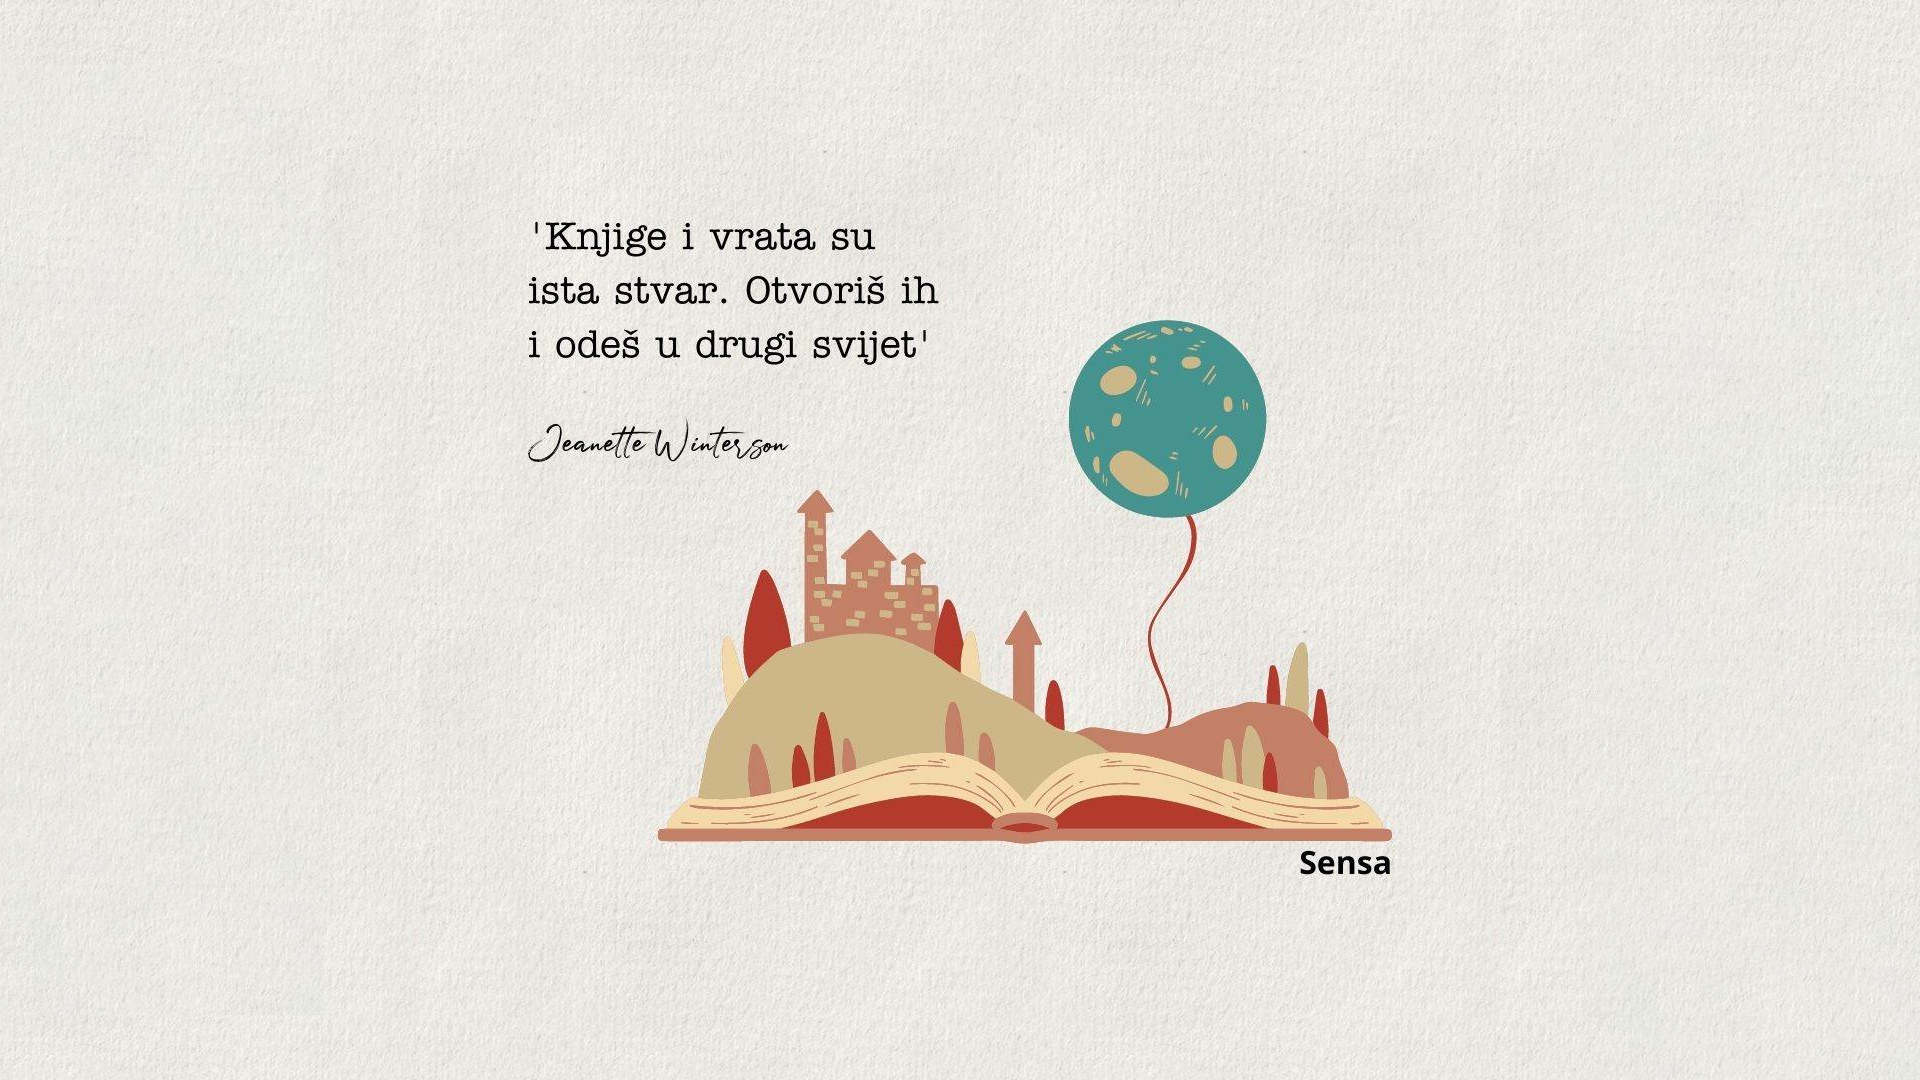 'Knjige i vrata su
ista stvar. Otvoriš ih
i odeš u drugi svijet'
Jeanette Winterson
Sensa